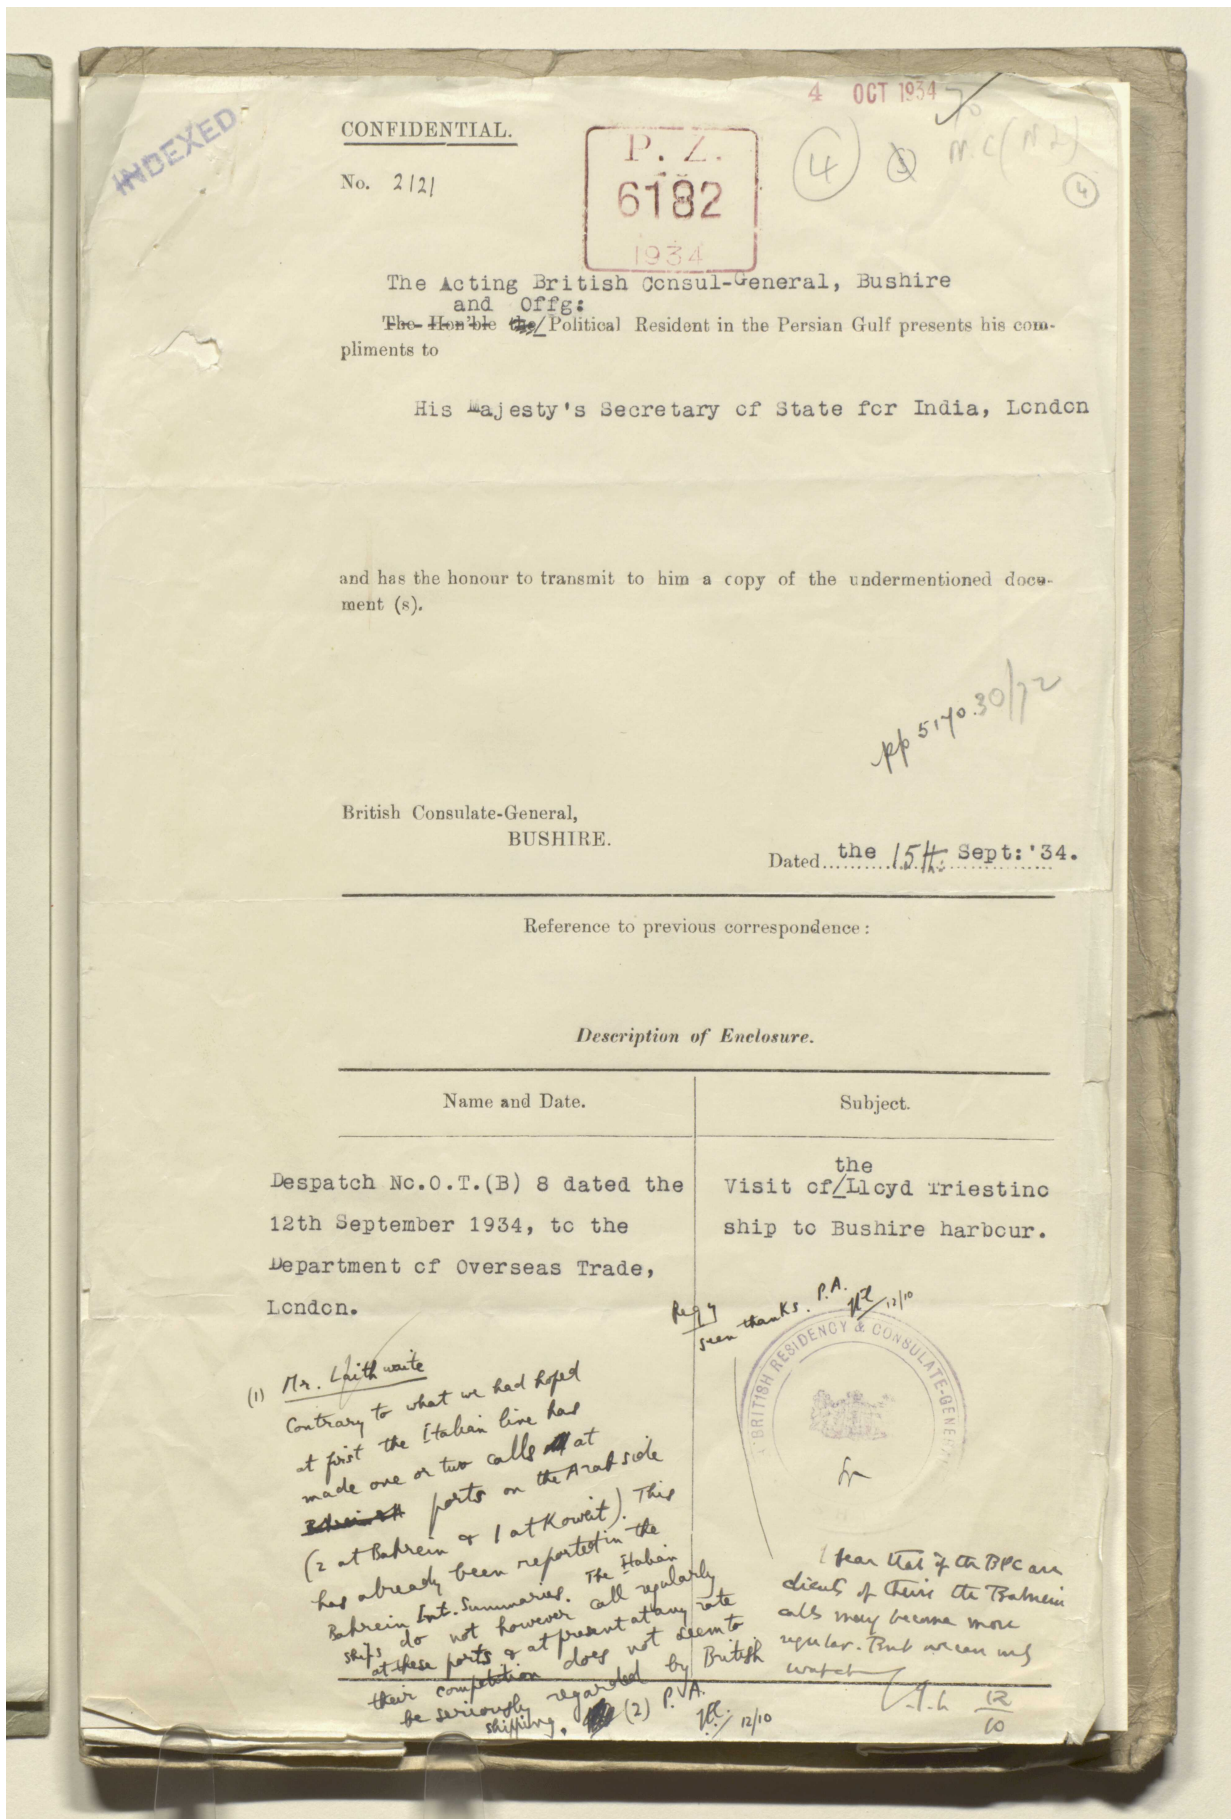 4 OCT 1934
INDEXED
CONFIDENTIAL.
No. 2121
P. Z.
6182
1934
4
4
The Acting British Consul-General, Bushire
and Offg:
The Hon'ble the/Political Resident in the Persian Gulf presents his com-
pliments to
His Majesty's Secretary of State for India, London
and has the honour to transmit to him a copy of the undermentioned docu-
ment (s).
British Consulate-General,
BUSHIRE.
Dated the 15th Sept: '34.
Reference to previous correspondence :
Description of Enclosure.
Name and Date.
Subject.
Despatch No.O.T.(B) 8 dated the
12th September 1934, to the
Department of Overseas Trade,
London.
the
Visit of/Lloyd Triestino
ship to Bushire harbour.
Regy
seen thanks. P.A.
12/10
BRITISH RESIDENCY & CONSULATE-GENER
for
(1) Mr. Laithwaite
Contrary to what we had hoped
at first the Italian line has
made one or two calls at
ports on the Arab side
(2 at Bahrein & 1 at Koweit). This
has already been reported in the
Bahrein Int. Summaries. The Italian
ships do not however call regularly
at these ports & at present at any rate
their competition does not seem to
be seriously regarded by British
shipping. (2) P.A.
12/10
I fear that if the BPC are
clients of theirs the Bahrein
calls may become more
regular. But we can only
watch
12
10